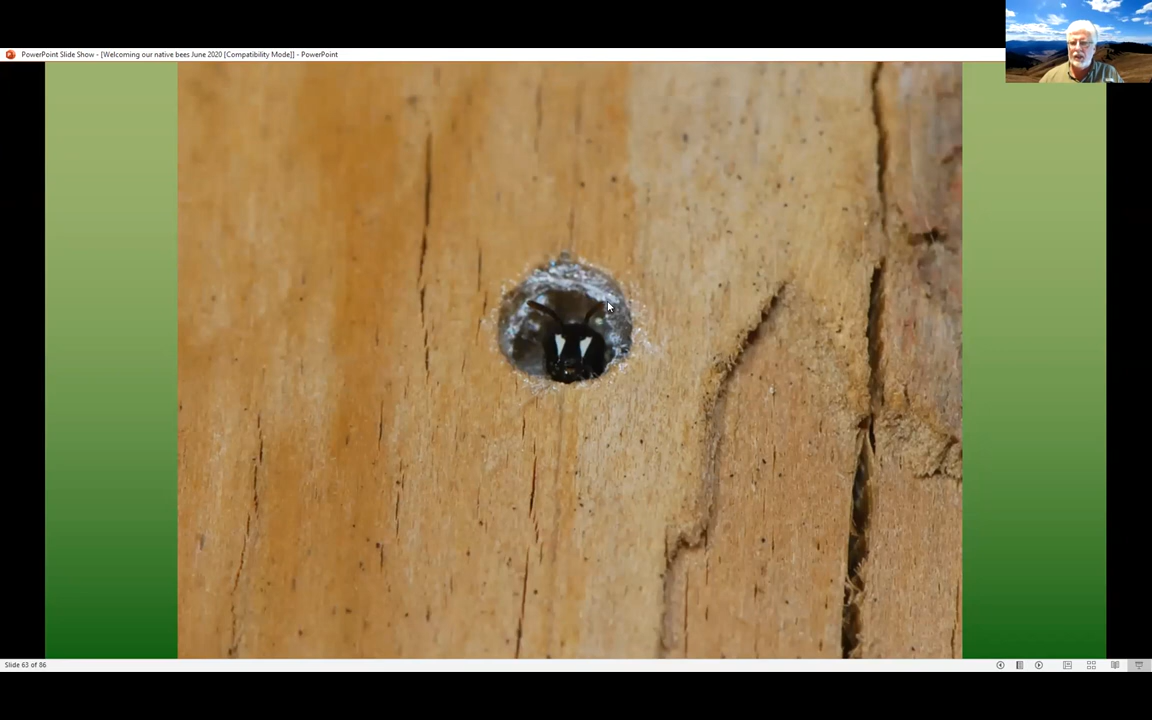 PowerPoint Slide Show - [Welcoming our native bees June 2020 [Compatibility Mode]] - PowerPoint
Slide 63 of 86